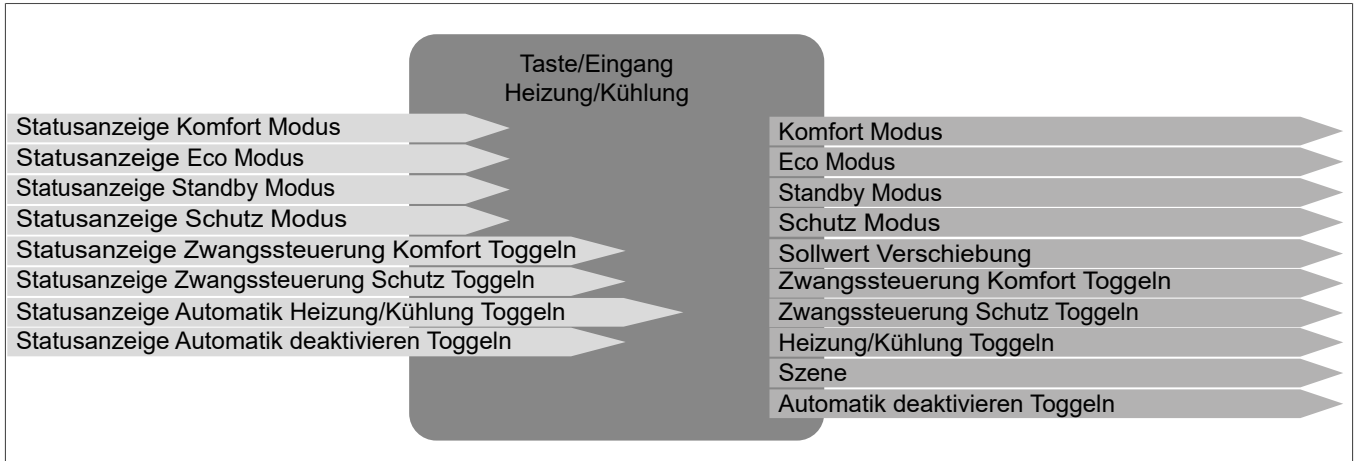 Taste/Eingang
Heizung/Kühlung
Statusanzeige Komfort Modus
Statusanzeige Eco Modus
Statusanzeige Standby Modus
Statusanzeige Schutz Modus
Statusanzeige Zwangssteuerung Komfort Toggeln
Statusanzeige Zwangssteuerung Schutz Toggeln
Statusanzeige Automatik Heizung/Kühlung Toggeln
Statusanzeige Automatik deaktivieren Toggeln
Komfort Modus
Eco Modus
Standby Modus
Schutz Modus
Sollwert Verschiebung
Zwangssteuerung Komfort Toggeln
Zwangssteuerung Schutz Toggeln
Heizung/Kühlung Toggeln
Szene
Automatik deaktivieren Toggeln